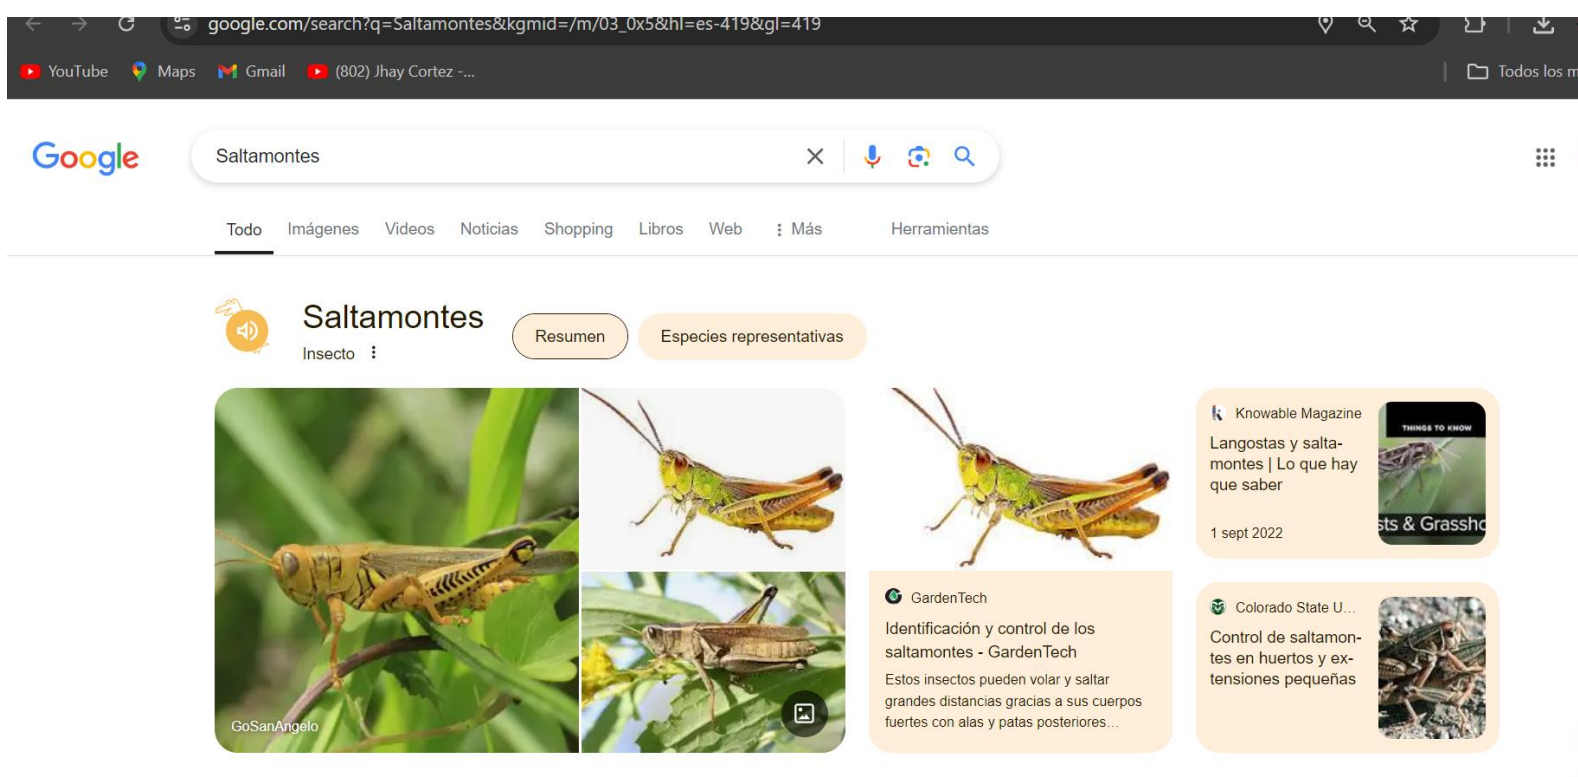 google.com/search?q=Saltamontes&kgmid=/m/03_0x5&hl=es-419&gl=419
YouTube Maps Gmail (802) Jhay Cortez -... Todos los m
Google Saltamontes
Todo Imágenes Videos Noticias Shopping Libros Web Más Herramientas
Saltamontes
Insecto
Resumen Especies representativas
GoSanAngelo
GardenTech
Identificación y control de los
saltamontes - GardenTech
Estos insectos pueden volar y saltar
grandes distancias gracias a sus cuerpos
fuertes con alas y patas posteriores...
Knowable Magazine
Langostas y salta-
montes | Lo que hay
que saber
1 sept 2022
THINGS TO KNOW
sts & Grassho
Colorado State U...
Control de saltamon-
tes en huertos y ex-
tensiones pequeñas